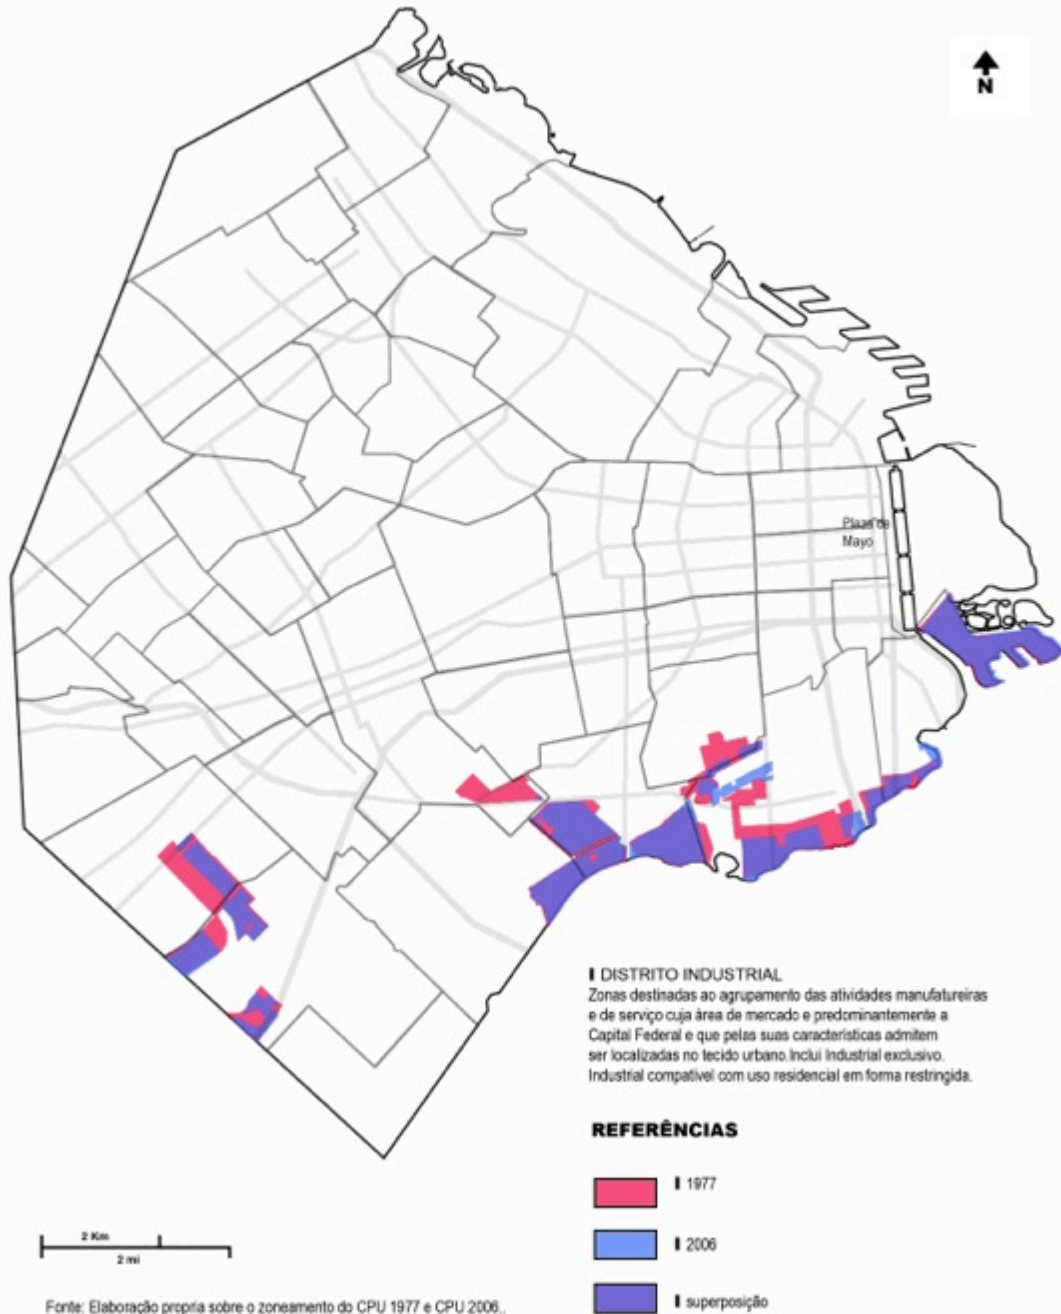 N
Plaza de
Mayo
I DISTRITO INDUSTRIAL
Zonas destinadas ao agrupamento das atividades manufatureiras
e de serviço cuja área de mercado e predominantemente a
Capital Federal e que pelas suas características admitem
ser localizadas no tecido urbano.Inclui Industrial exclusivo.
Industrial compatível com uso residencial em forma restringida.
REFERÊNCIAS
I 1977
I 2006
I superposição
2 Km
2 mi
Fonte: Elaboração propria sobre o zoneamento do CPU 1977 e CPU 2006..